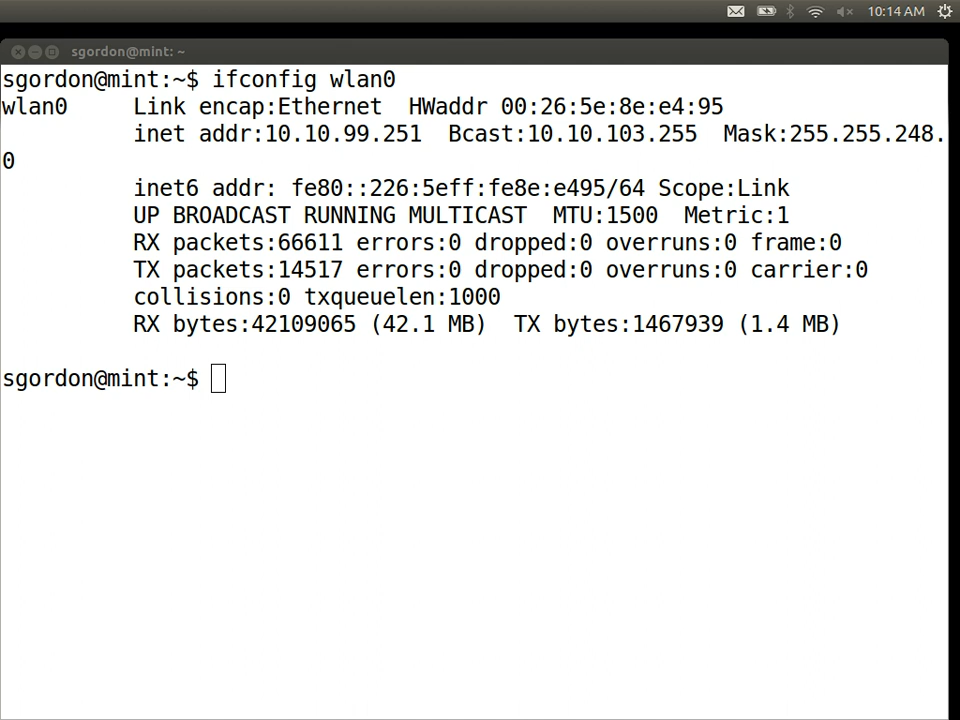 10:14 AM
sgordon@mint: ~
sgordon@mint:~$ ifconfig wlan0
wlan0     Link encap:Ethernet  HWaddr 00:26:5e:8e:e4:95
          inet addr:10.10.99.251  Bcast:10.10.103.255  Mask:255.255.248.
0
          inet6 addr: fe80::226:5eff:fe8e:e495/64 Scope:Link
          UP BROADCAST RUNNING MULTICAST  MTU:1500  Metric:1
          RX packets:66611 errors:0 dropped:0 overruns:0 frame:0
          TX packets:14517 errors:0 dropped:0 overruns:0 carrier:0
          collisions:0 txqueuelen:1000
          RX bytes:42109065 (42.1 MB)  TX bytes:1467939 (1.4 MB)
sgordon@mint:~$